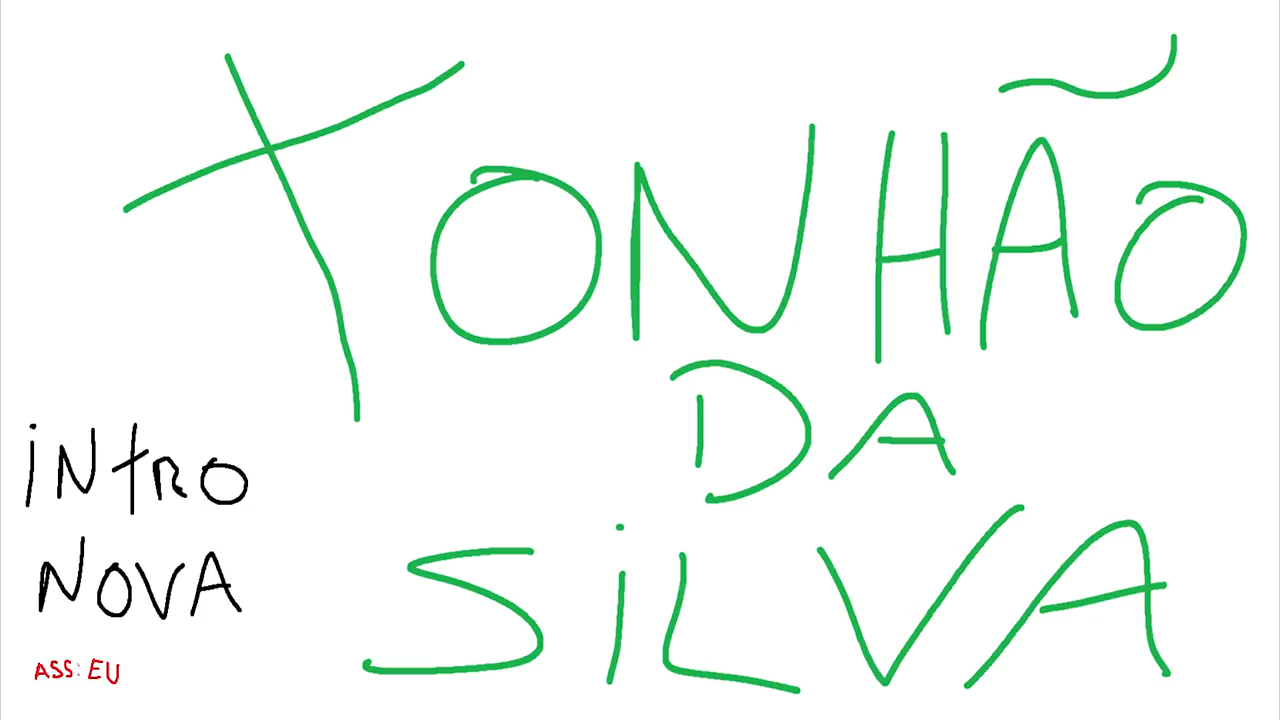 TONHÃO
DA
SiLVA
iNtRO
NOVA
ASS: EU